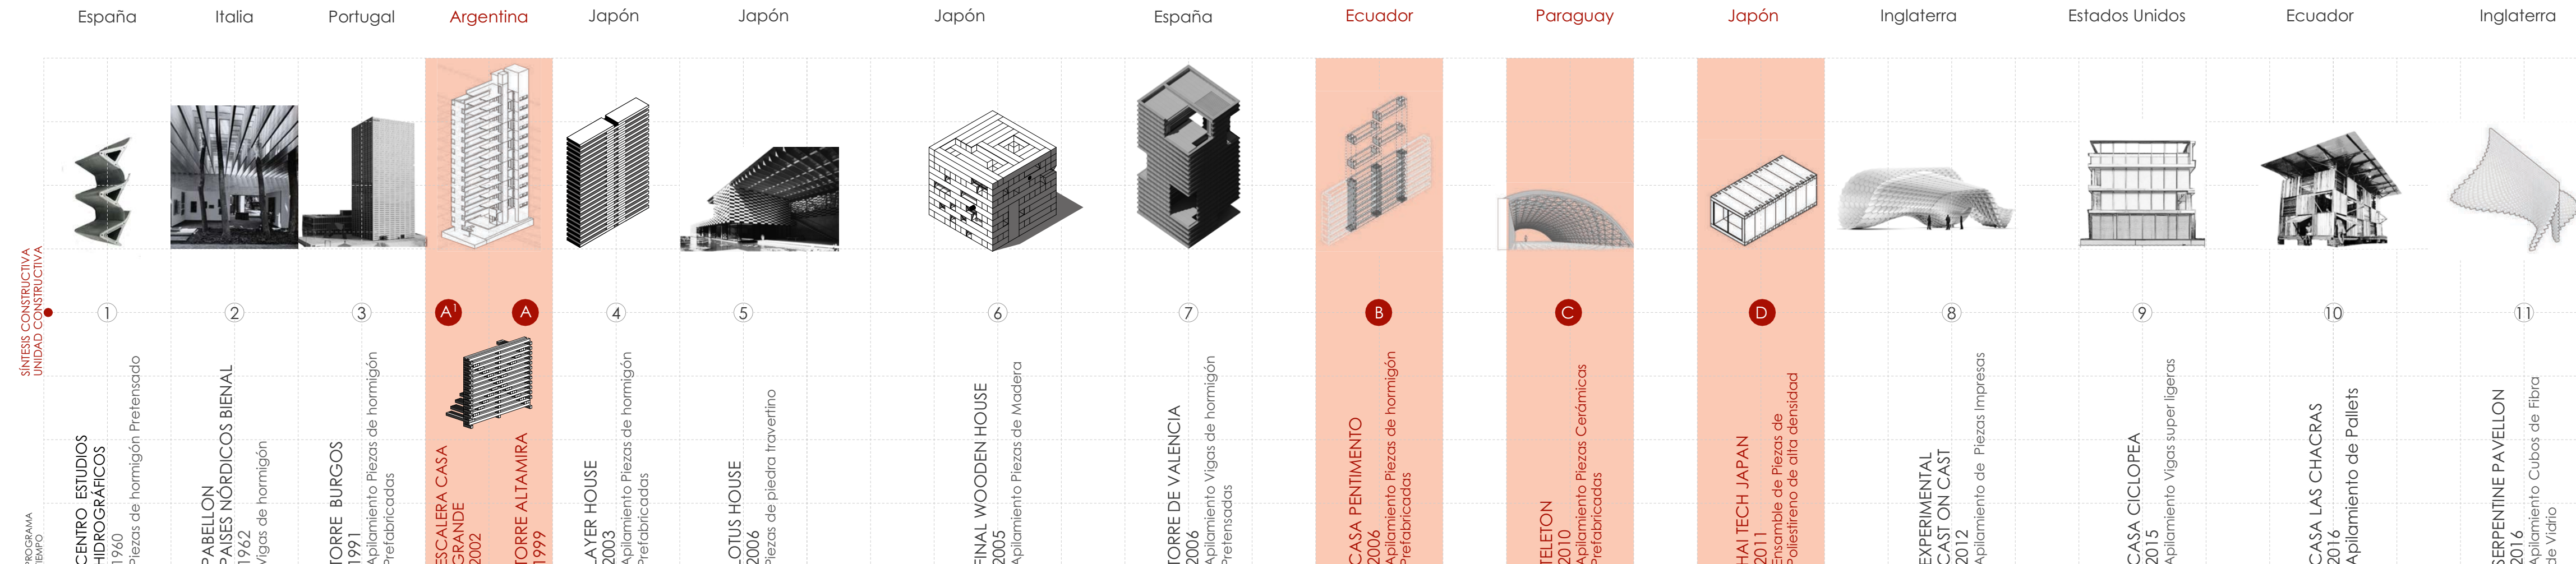 España
Italia
Portugal
Argentina
Japón
Japón
Japón
España
Ecuador
Paraguay
Japón
Inglaterra
Estados Unidos
Ecuador
Inglaterra
SÍNTESIS CONSTRUCTIVA
UNIDAD CONSTRUCTIVA
1
2
3
A1
A
4
5
6
7
B
C
D
8
9
10
11
PROGRAMA
TIEMPO
CENTRO ESTUDIOS
HIDROGRÁFICOS
1960
Piezas de hormigón Pretensado
PABELLON
PAISES NÓRDICOS BIENAL
1962
Vigas de hormigón
TORRE BURGOS
1991
Apilamiento Piezas de hormigón
Prefabricadas
ESCALERA CASA
GRANDE
2002
TORRE ALTAMIRA
1999
LAYER HOUSE
2003
Apilamiento Piezas de hormigón
Prefabricadas
LOTUS HOUSE
2006
Piezas de piedra travertino
FINAL WOODEN HOUSE
2005
Apilamiento Piezas de Madera
TORRE DE VALENCIA
2006
Apilamiento Vigas de hormigón
Pretensadas
CASA PENTIMENTO
2006
Apilamiento Piezas de hormigón
Prefabricadas
TELETON
2010
Apilamiento Piezas Cerámicas
Prefabricadas
HAI TECH JAPAN
2011
Ensamble de Piezas de
Poliestireno de alta densidad
EXPERIMENTAL
CAST ON CAST
2012
Apilamiento de Piezas Impresas
CASA CICLOPEA
2015
Apilamiento Vigas super ligeras
CASA LAS CHACRAS
2016
Apilamiento de Pallets
SERPENTINE PAVELLON
2016
Apilamiento Cubos de Fibra
de Vidrio